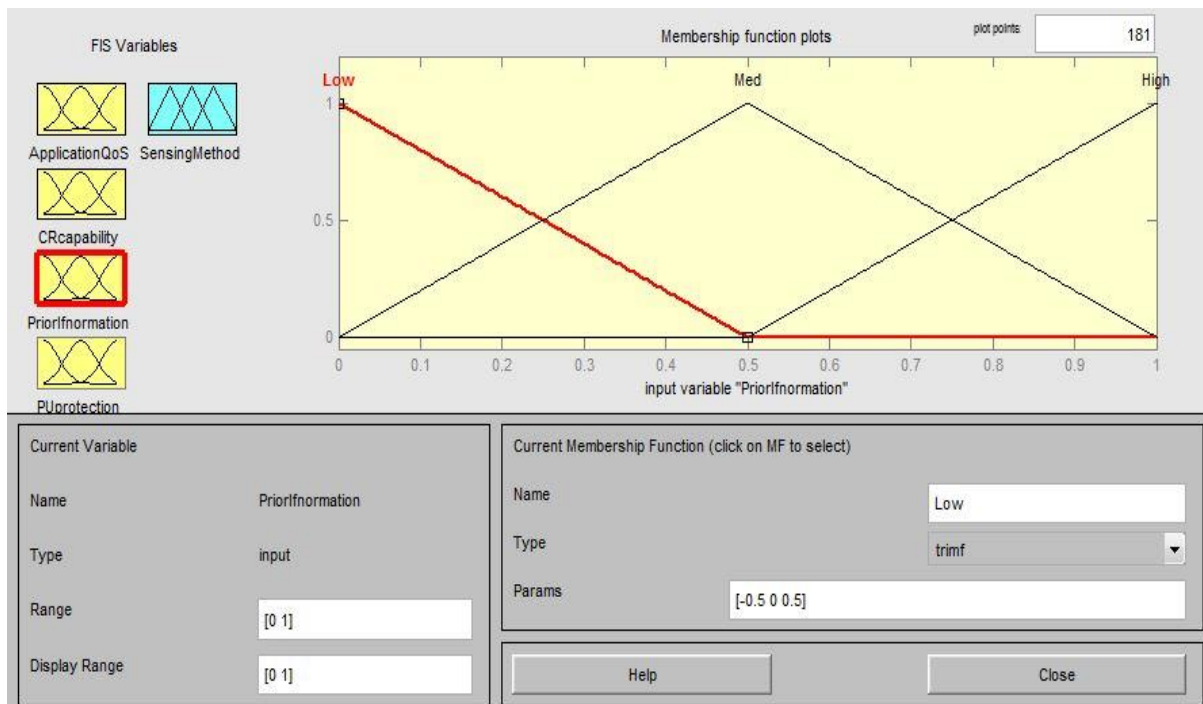 FIS Variables
ApplicationQoS SensingMethod
CRcapability
PriorIfnormation
PUprotection
Membership function plots
plot points:
181
Low Med High
1
0.5
0
0 0.1 0.2 0.3 0.4 0.5 0.6 0.7 0.8 0.9 1
input variable "PriorIfnormation"
Current Variable
Name PriorIfnormation
Type input
Range [0 1]
Display Range [0 1]
Current Membership Function (click on MF to select)
Name Low
Type trimf
Params [-0.5 0 0.5]
Help Close